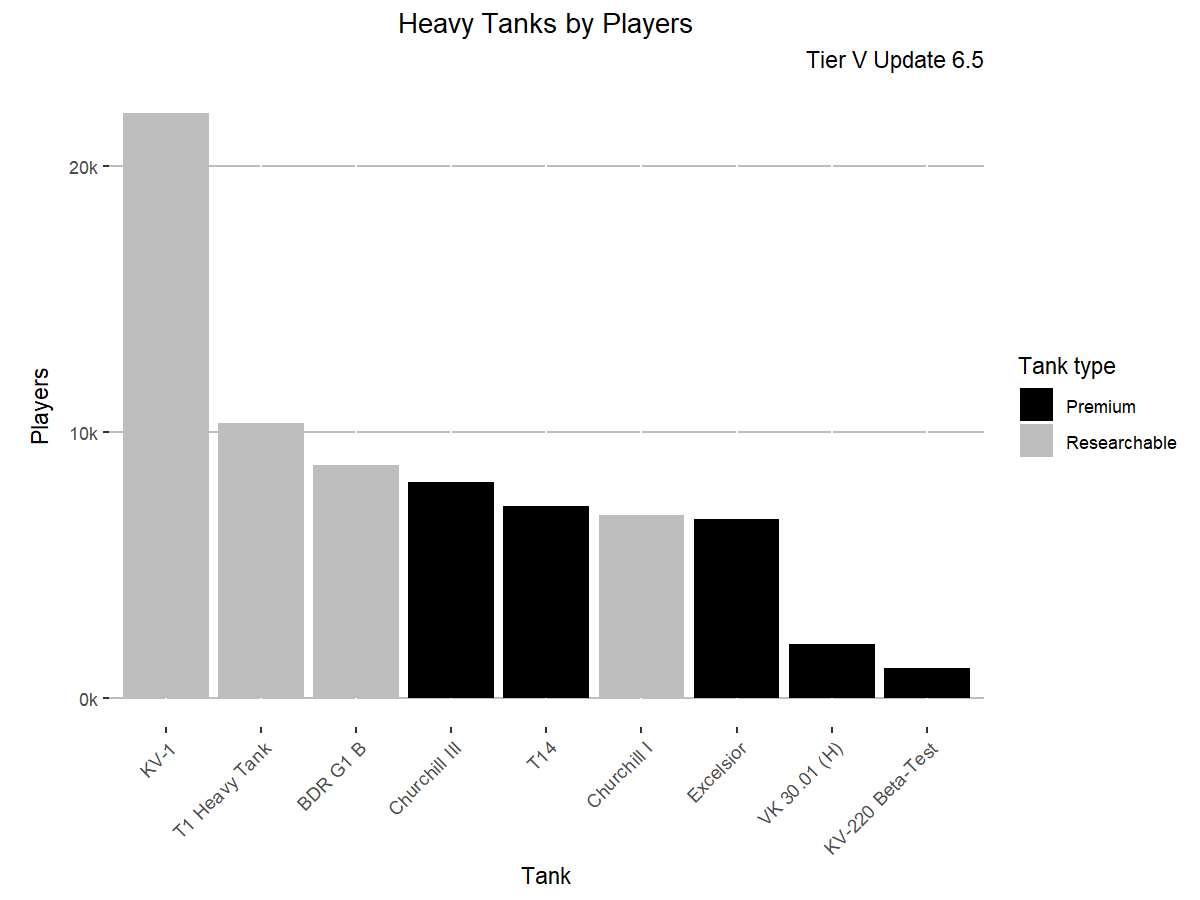 Heavy Tanks by Players
Tier V Update 6.5
20k
10k
0k
Players
KV-1
T1 Heavy Tank
BDR G1 B
Churchill III
T14
Churchill I
Excelsior
VK 30.01 (H)
KV-220 Beta-Test
Tank
Tank type
Premium
Researchable